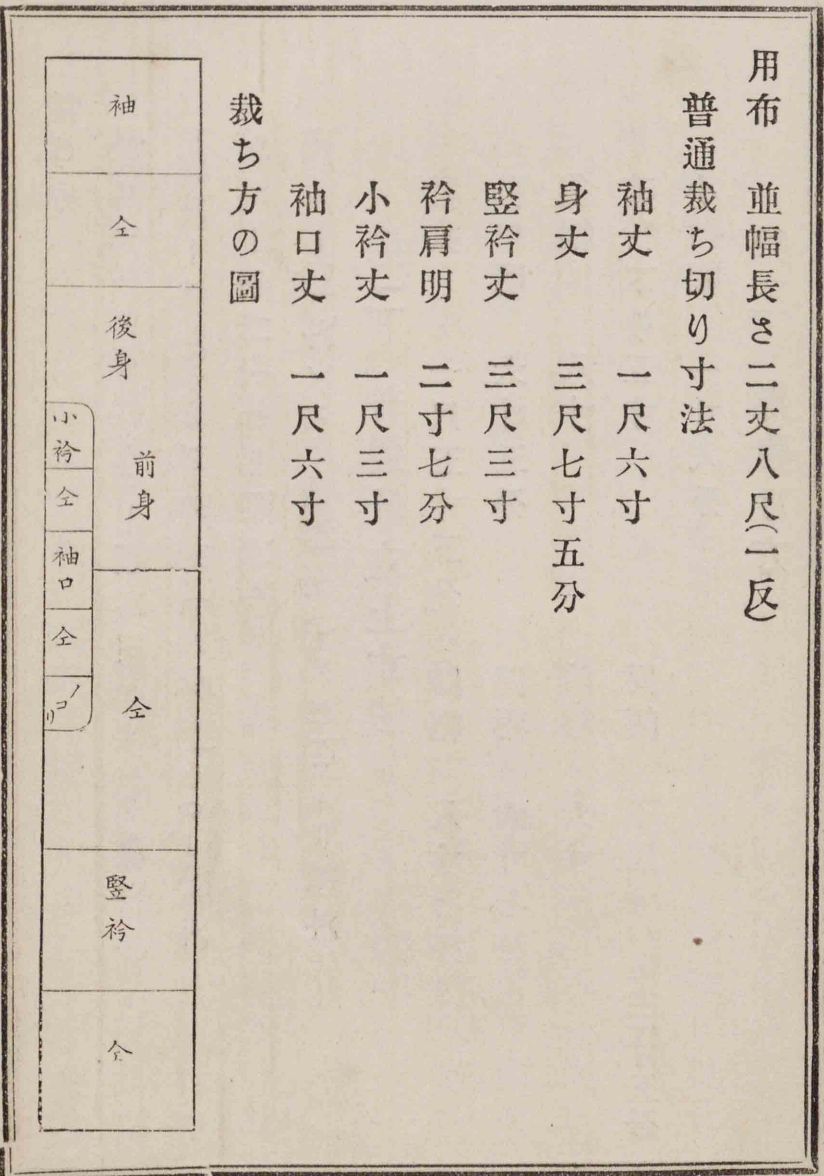 用布 並幅長さ二丈八尺(一反)
普通裁ち切り寸法
袖丈 一尺六寸
身丈 三尺七寸五分
竪衿丈 三尺三寸
衿肩明 二寸七分
小衿丈 一尺三寸
袖口丈 一尺六寸
裁ち方の圖
袖
仝
後身
前身
小衿
仝
袖口
仝
ノコリ
仝
竪衿
仝